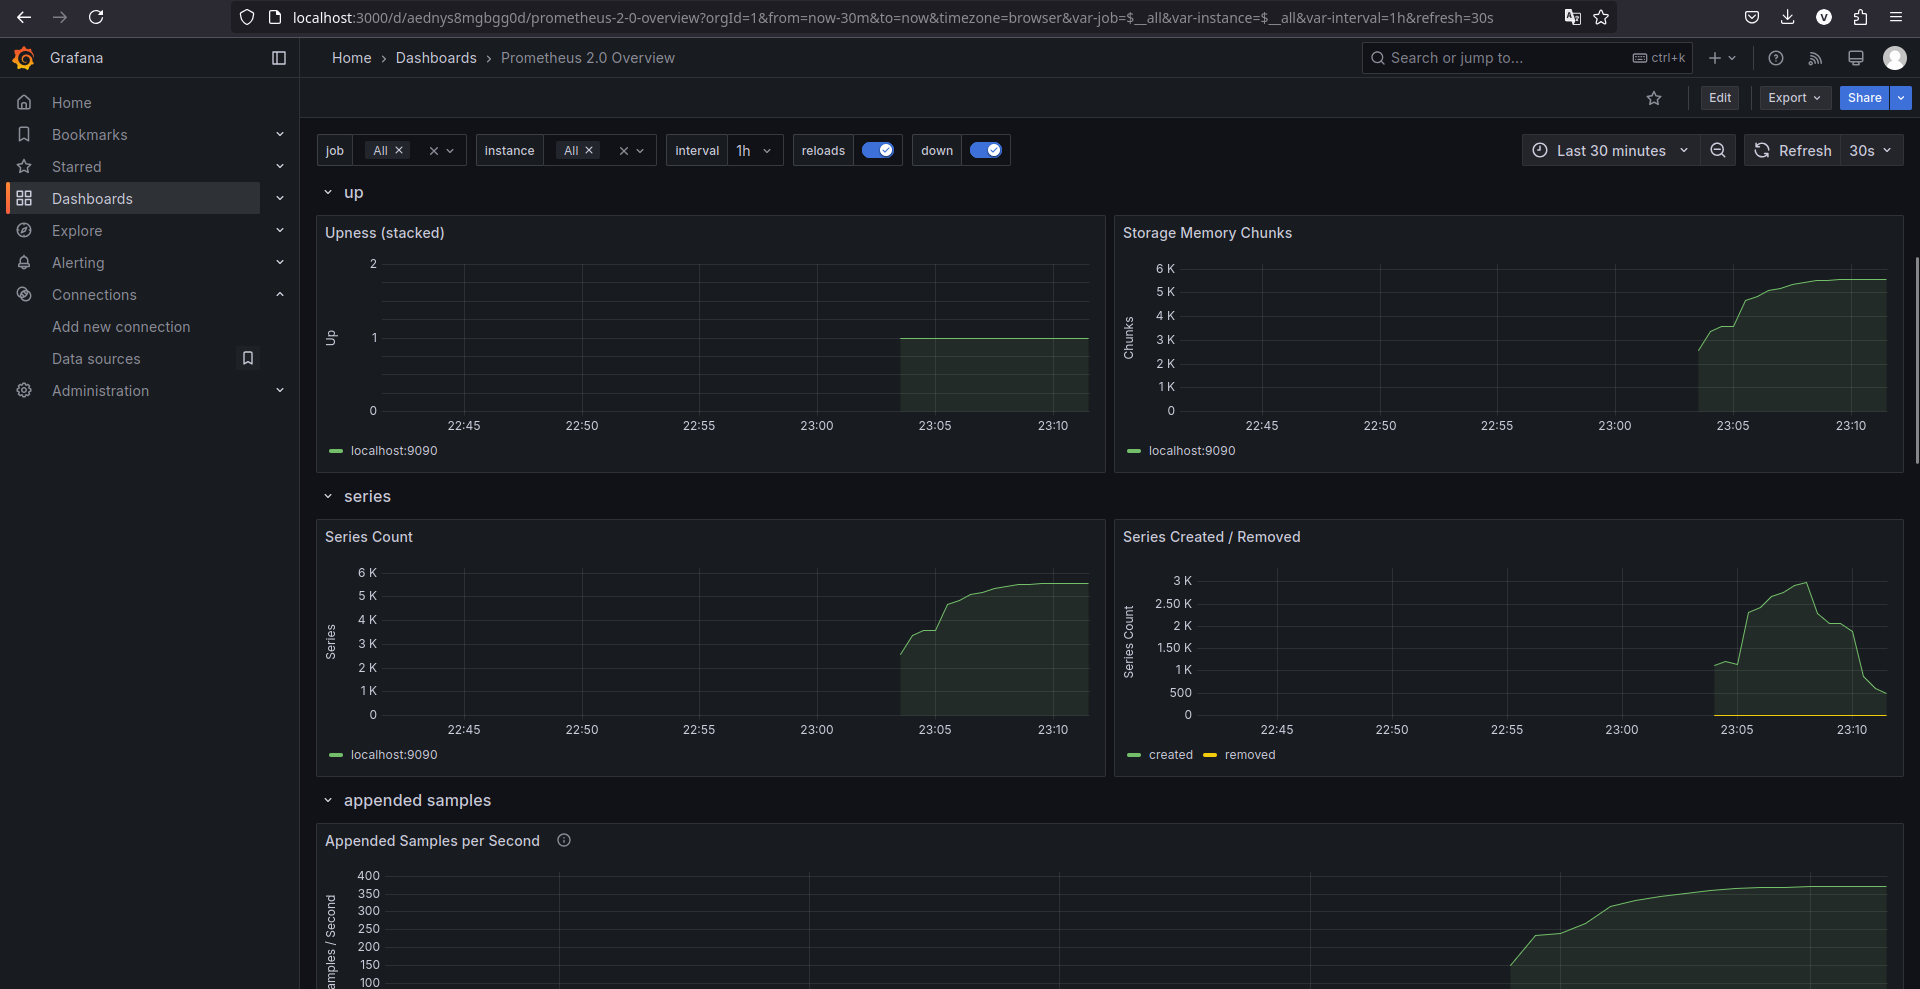 localhost:3000/d/aednys8mgbgg0d/prometheus-2-0-overview?orgId=1&from=now-30m&to=now&timezone=browser&var-job=$__all&var-instance=$__all&var-interval=1h&refresh=30s
V
Grafana
Home › Dashboards › Prometheus 2.0 Overview
Search or jump to...
ctrl+k
Edit
Export
Share
Home
Bookmarks
Starred
Dashboards
Explore
Alerting
Connections
Add new connection
Data sources
Administration
job All
instance All
interval 1h
reloads
down
Last 30 minutes
Refresh 30s
up
Upness (stacked)
Up
2
1
0
22:45 22:50 22:55 23:00 23:05 23:10
localhost:9090
Storage Memory Chunks
Chunks
6 K
5 K
4 K
3 K
2 K
1 K
0
22:45 22:50 22:55 23:00 23:05 23:10
localhost:9090
series
Series Count
Series
6 K
5 K
4 K
3 K
2 K
1 K
0
22:45 22:50 22:55 23:00 23:05 23:10
localhost:9090
Series Created / Removed
Series Count
3 K
2.50 K
2 K
1.50 K
1 K
500
0
22:45 22:50 22:55 23:00 23:05 23:10
created removed
appended samples
Appended Samples per Second
/ Second
400
350
300
250
200
150
100